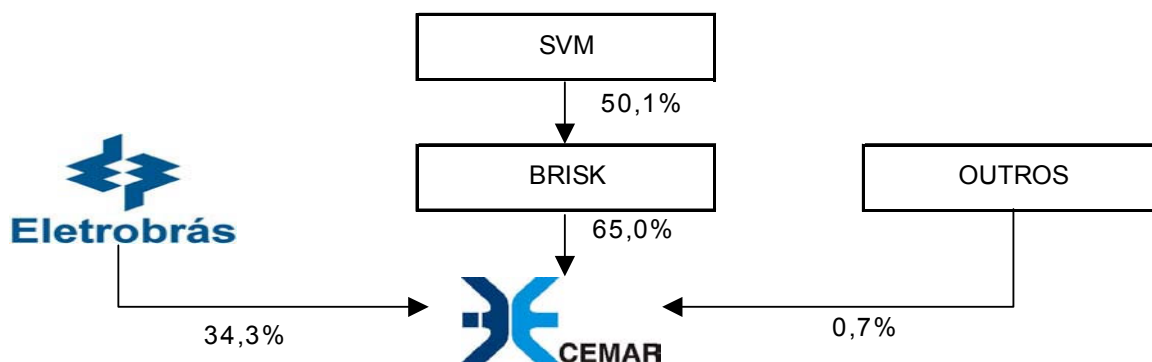 SVM
50,1%
BRISK
OUTROS
Eletrobrás
65,0%
34,3%
0,7%
CEMAR